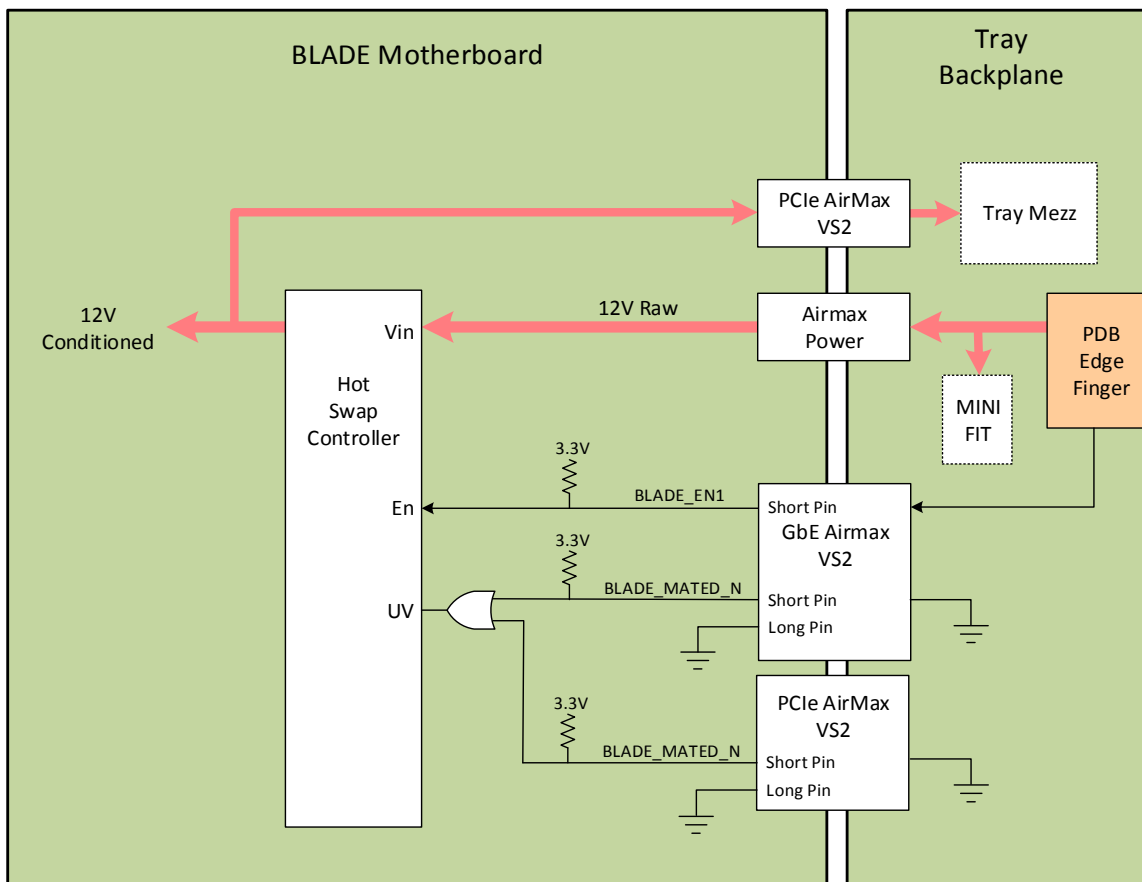 BLADE Motherboard
Tray
Backplane
PCIe AirMax
VS2
Tray Mezz
12V
Conditioned
Vin
12V Raw
Airmax
Power
PDB
Edge
Finger
MINI
FIT
Hot
Swap
Controller
3.3V
En
BLADE_EN1
Short Pin
GbE Airmax
VS2
3.3V
BLADE_MATED_N
Short Pin
UV
Long Pin
PCIe AirMax
VS2
3.3V
BLADE_MATED_N
Short Pin
Long Pin